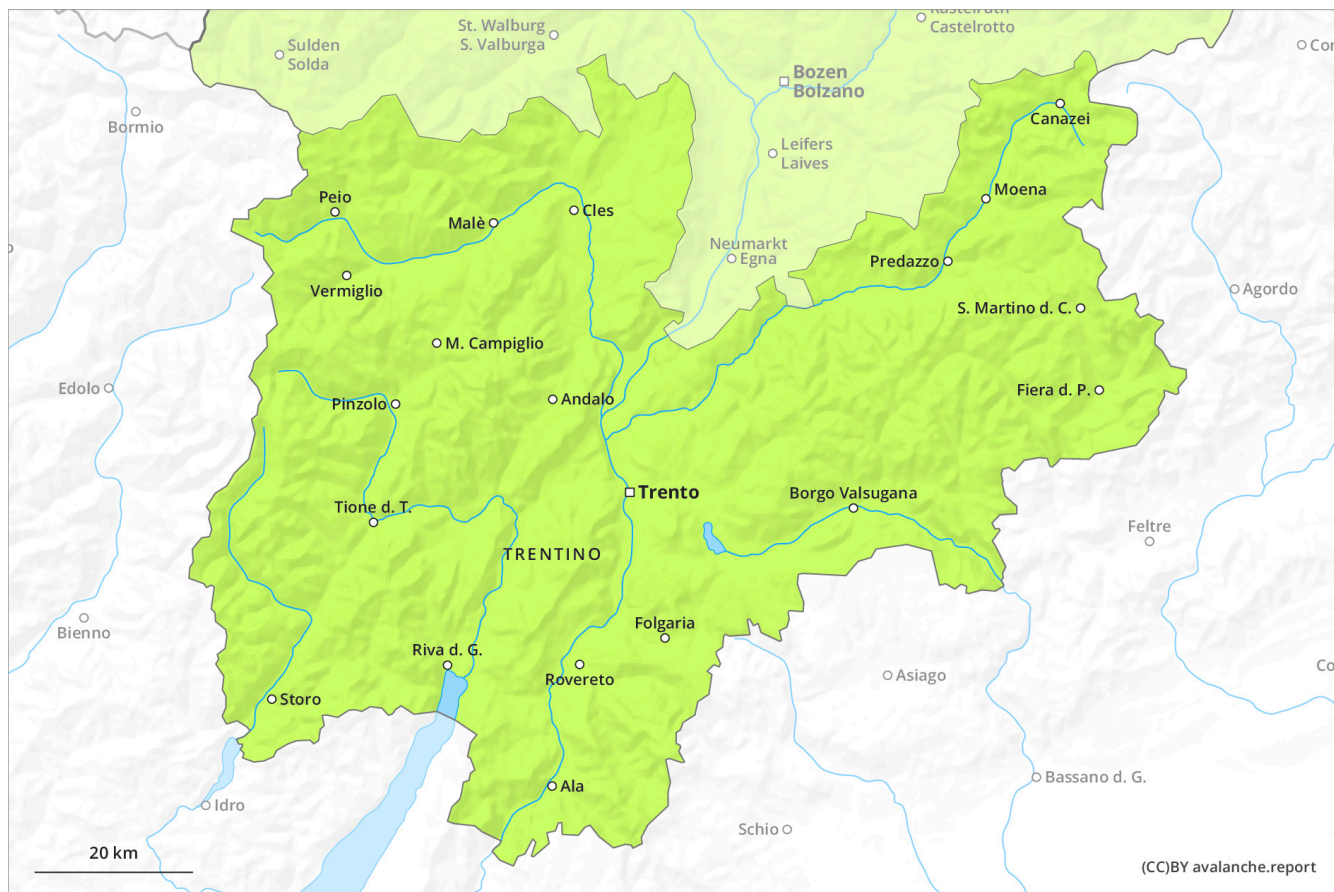 Kastelruth
Castelrotto
St. Walburg
S. Valburga
Sulden
Solda
Cor
Bozen
Bolzano
Bormio
Canazei
Leifers
Laives
Moena
Peio
Malè
Cles
Neumarkt
Egna
Predazzo
Vermiglio
Agordo
S. Martino d. C.
M. Campiglio
Edolo
Pinzolo
Andalo
Fiera d. P.
Trento
Borgo Valsugana
Tione d. T.
Feltre
TRENTINO
Bienno
Folgaria
Riva d. G.
Rovereto
Asiago
Co
Storo
Bassano d. G.
Ala
Idro
Schio
20 km
(CC)BY avalanche.report